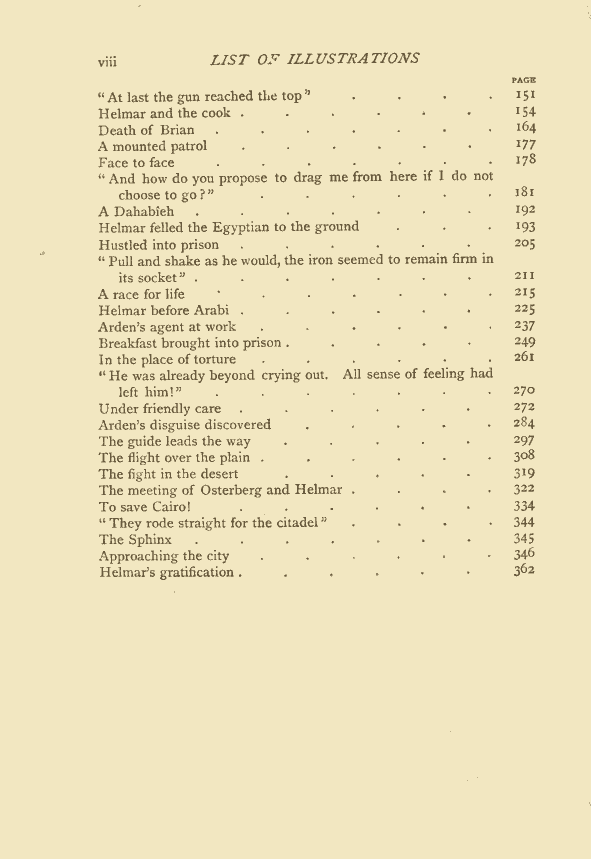 viii LIST OF ILLUSTRATIONS
PAGE
“At last the gun reached the top” . . . . 151
Helmar and the cook . . . . . . 154
Death of Brian . . . . . . . 164
A mounted patrol . . . . . . 177
Face to face . . . . . . . 178
“And how do you propose to drag me from here if I do not
choose to go?” . . . . . . 181
A Dahabîeh . . . . . . . 192
Helmar felled the Egyptian to the ground . . . 193
Hustled into prison . . . . . . 205
“Pull and shake as he would, the iron seemed to remain firm in
its socket” . . . . . . . . 211
A race for life . . . . . . . 215
Helmar before Arabi . . . . . . 225
Arden’s agent at work . . . . . . 237
Breakfast brought into prison . . . . . 249
In the place of torture . . . . . . 261
“He was already beyond crying out. All sense of feeling had
left him!” . . . . . . . 270
Under friendly care . . . . . . . 272
Arden’s disguise discovered . . . . . 284
The guide leads the way . . . . . 297
The flight over the plain . . . . . . 308
The fight in the desert . . . . . 319
The meeting of Osterberg and Helmar . . . . 322
To save Cairo! . . . . . . 334
“They rode straight for the citadel” . . . . 344
The Sphinx . . . . . . . 345
Approaching the city . . . . . . 346
Helmar’s gratification . . . . . . 362